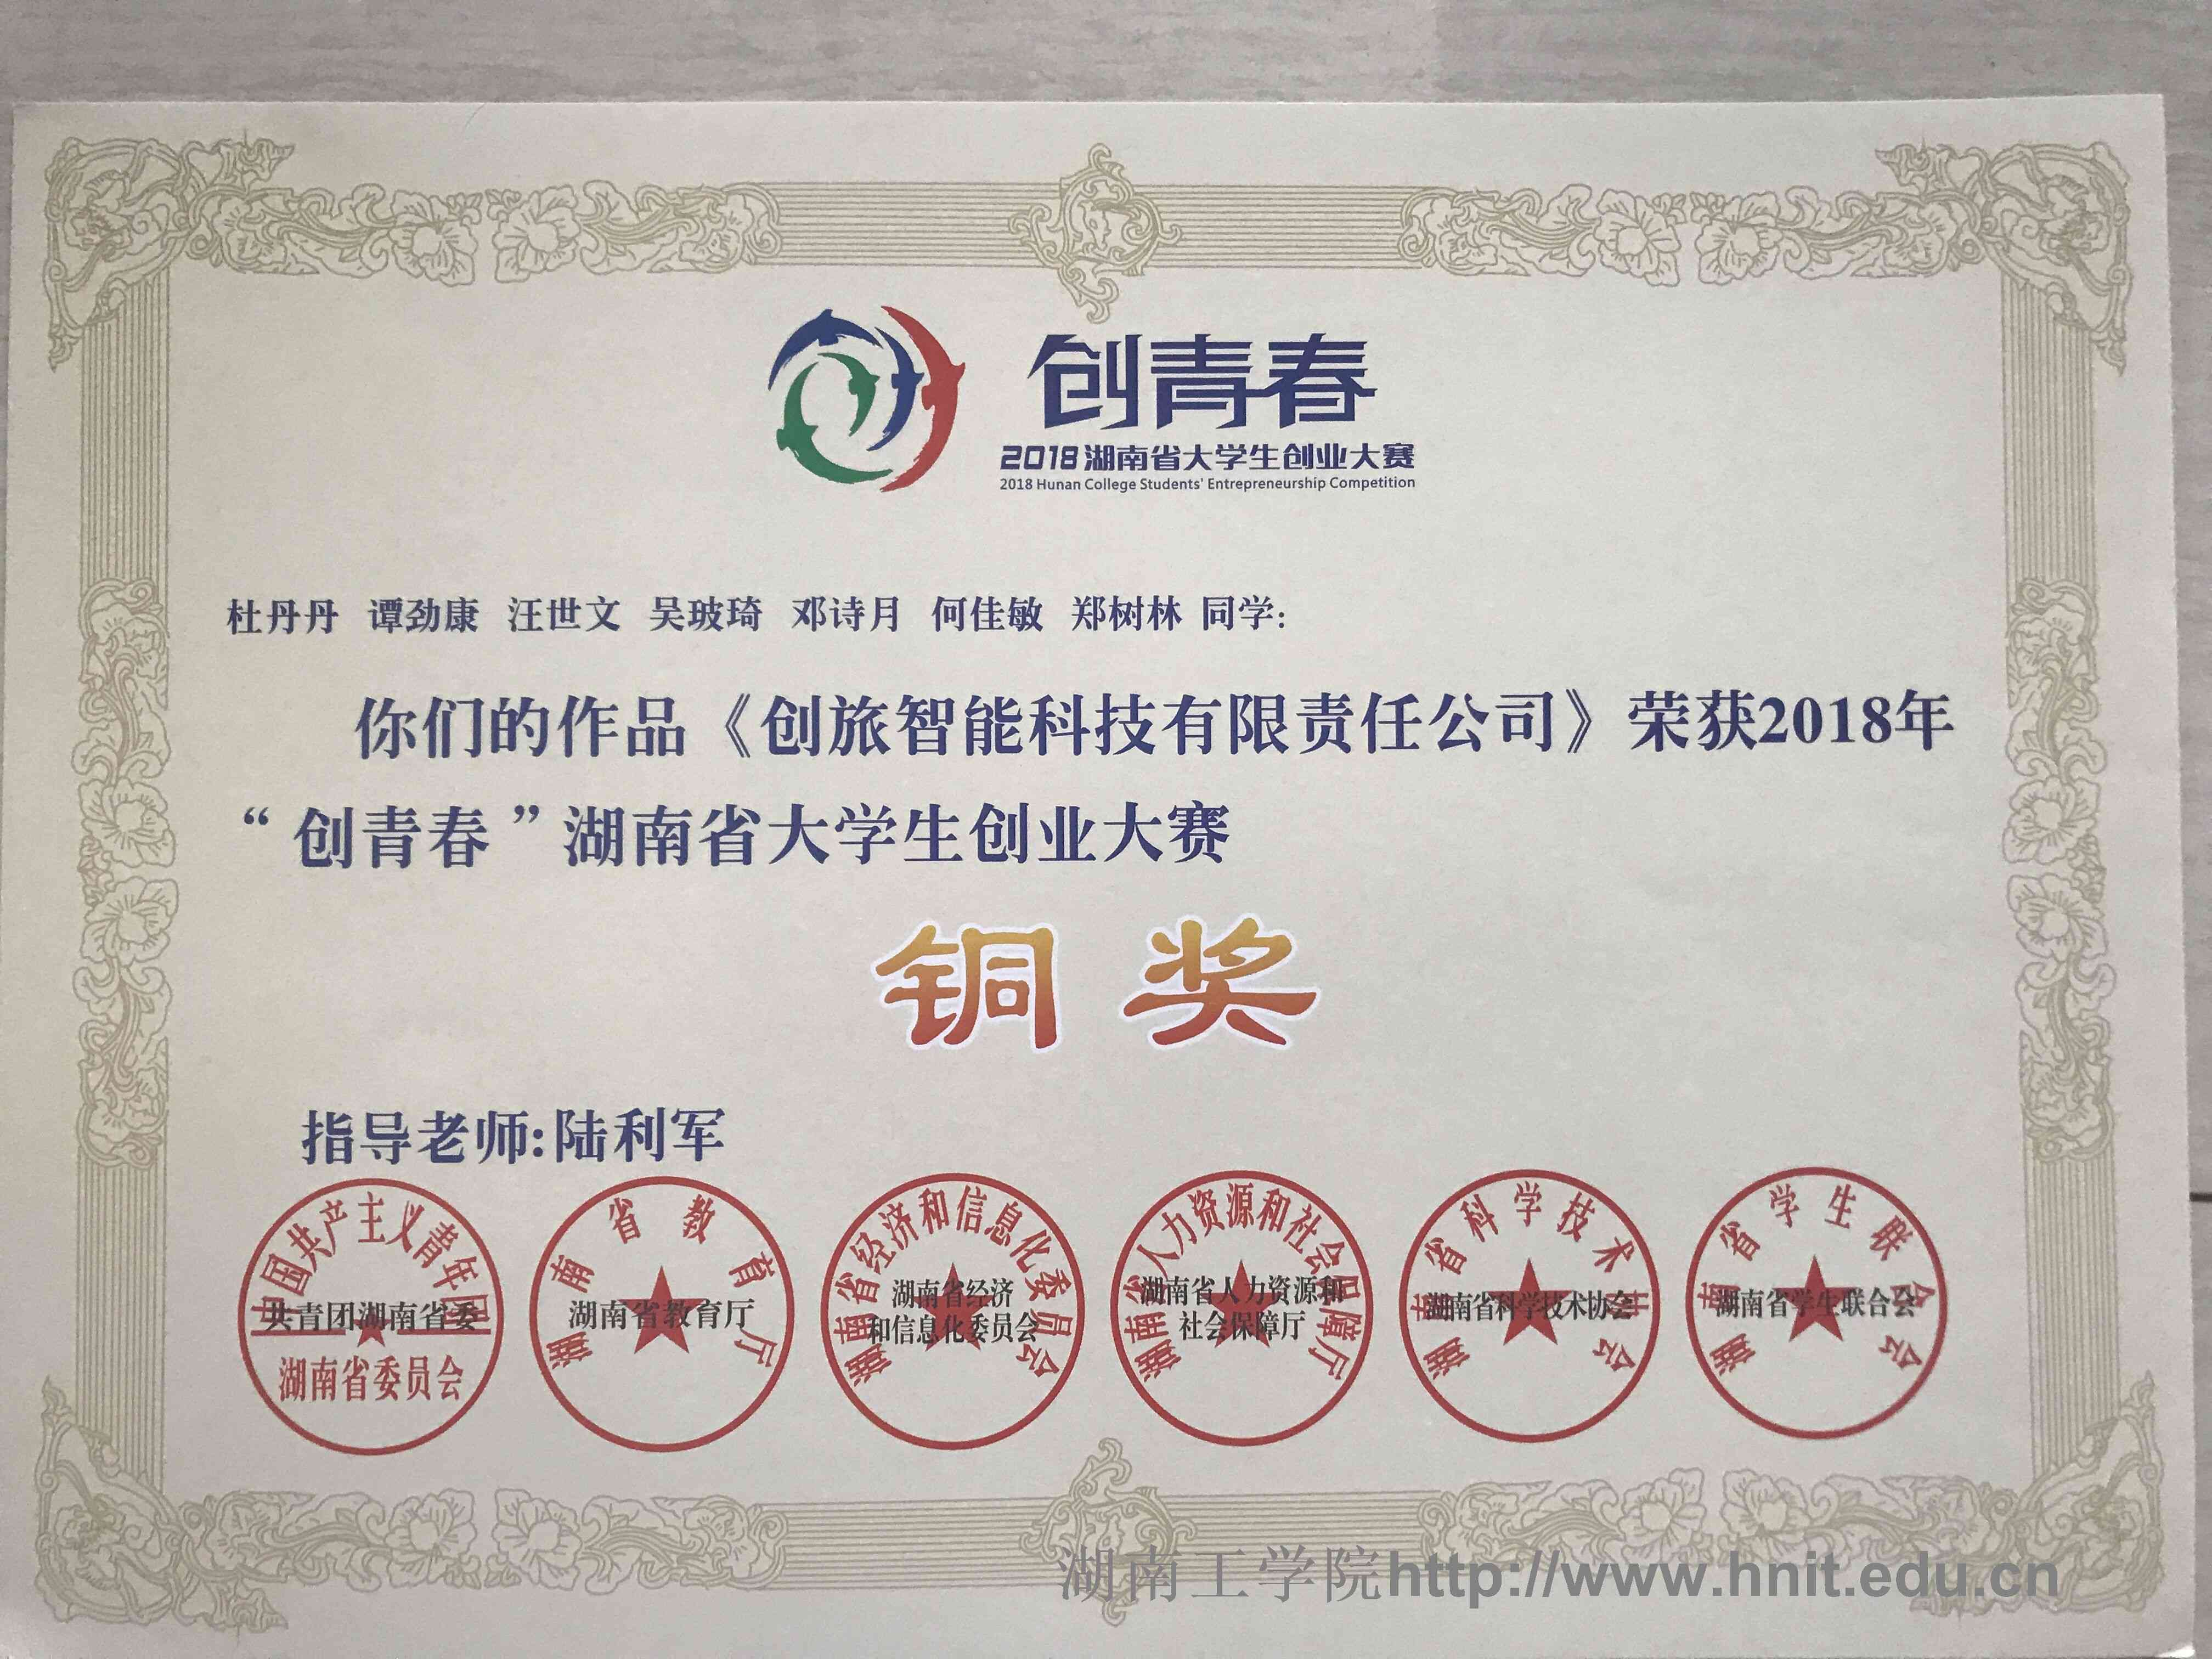 创青春
2018湖南省大学生创业大赛
2018 Hunan College Students' Entrepreneurship Competition
杜丹丹 谭劲康 汪世文 吴玻琦 邓诗月 何佳敏 郑树林 同学:
你们的作品《创旅智能科技有限责任公司》荣获2018年
“创青春”湖南省大学生创业大赛
铜奖
指导老师:陆利军
中国共产主义青年团
共青团湖南省委
湖南省委员会
湖南省教育厅
湖南省教育厅
湖南省经济和信息化委员会
湖南省经济
和信息化委员会
湖南省人力资源和社会保障厅
湖南省人力资源和
社会保障厅
湖南省科学技术协会
湖南省科学技术协会
湖南省学生联合会
湖南省学生联合会
湖南工学院http://www.hnit.edu.cn